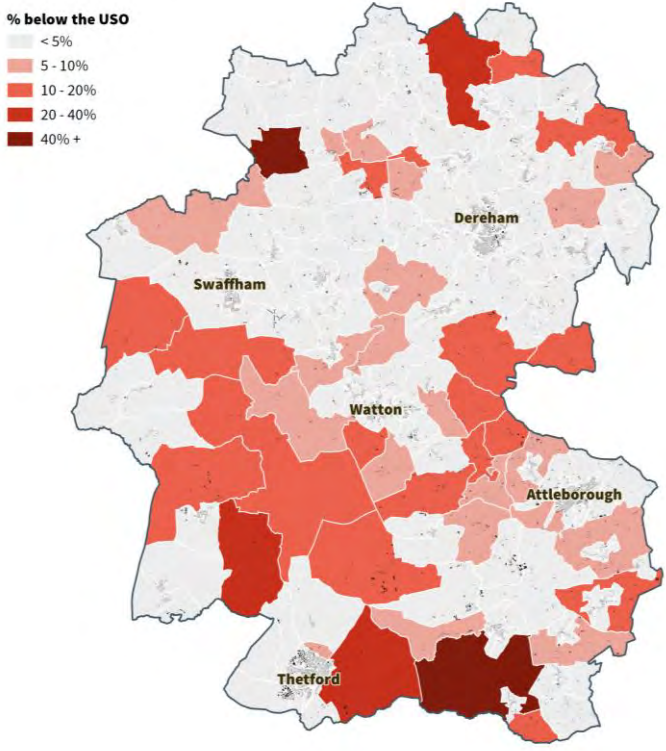 % below the USO
< 5%
5 - 10%
10 - 20%
20 - 40%
40% +
Dereham
Swaffham
Watton
Attleborough
Thetford